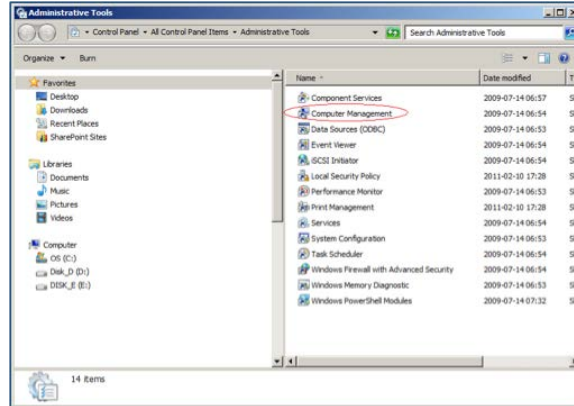 Administrative Tools
Control Panel All Control Panel Items Administrative Tools
Search Administrative Tools
Organize Burn
Favorites
Desktop
Downloads
Recent Places
SharePoint Sites
Libraries
Documents
Music
Pictures
Videos
Computer
OS (C:)
Disk_D (D:)
DISK_E (E:)
Name Date modified T
Component Services 2009-07-14 06:57 S
Computer Management 2009-07-14 06:54 S
Data Sources (ODBC) 2009-07-14 06:53 S
Event Viewer 2009-07-14 06:54 S
iSCSI Initiator 2009-07-14 06:54 S
Local Security Policy 2011-02-10 17:28 S
Performance Monitor 2009-07-14 06:53 S
Print Management 2011-02-10 17:28 S
Services 2009-07-14 06:54 S
System Configuration 2009-07-14 06:53 S
Task Scheduler 2009-07-14 06:54 S
Windows Firewall with Advanced Security 2009-07-14 06:54 S
Windows Memory Diagnostic 2009-07-14 06:53 S
Windows PowerShell Modules 2009-07-14 07:32 S
14 items